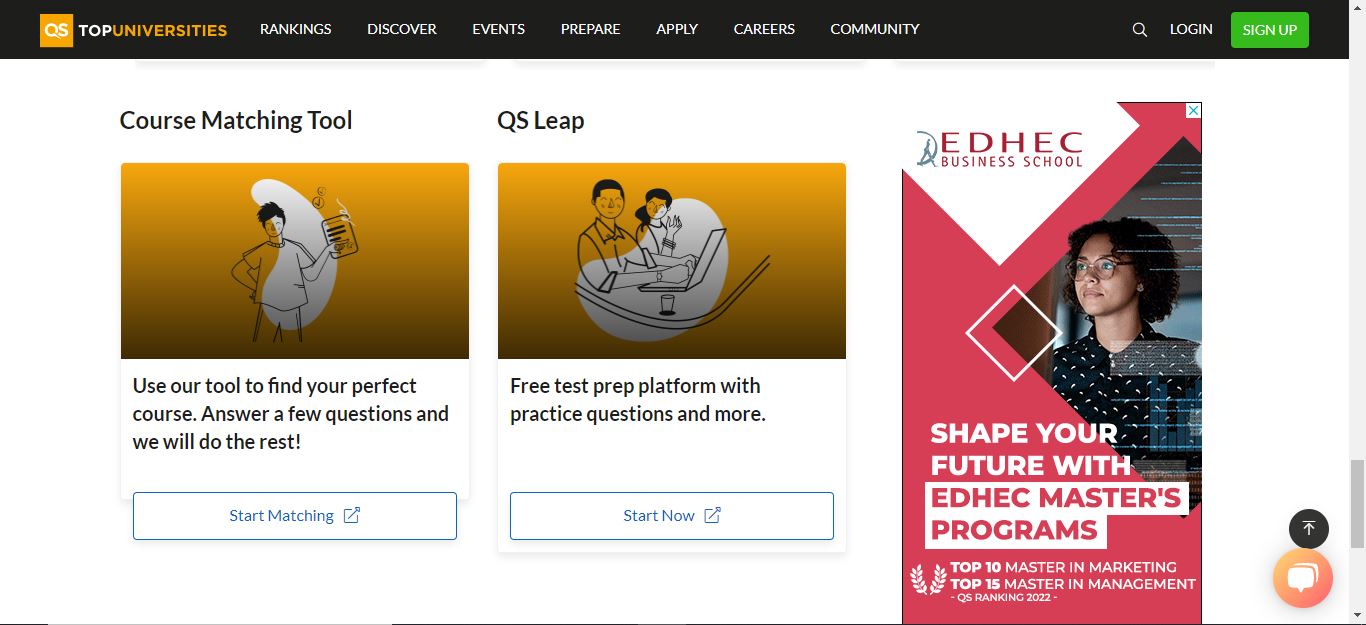 QS TOPUNIVERSITIES RANKINGS DISCOVER EVENTS PREPARE APPLY CAREERS COMMUNITY LOGIN SIGN UP
Course Matching Tool
Use our tool to find your perfect
course. Answer a few questions and
we will do the rest!
Start Matching
QS Leap
Free test prep platform with
practice questions and more.
Start Now
EDHEC
BUSINESS SCHOOL
SHAPE YOUR
FUTURE WITH
EDHEC MASTER'S
PROGRAMS
TOP 10 MASTER IN MARKETING
TOP 15 MASTER IN MANAGEMENT
- QS RANKING 2022 -